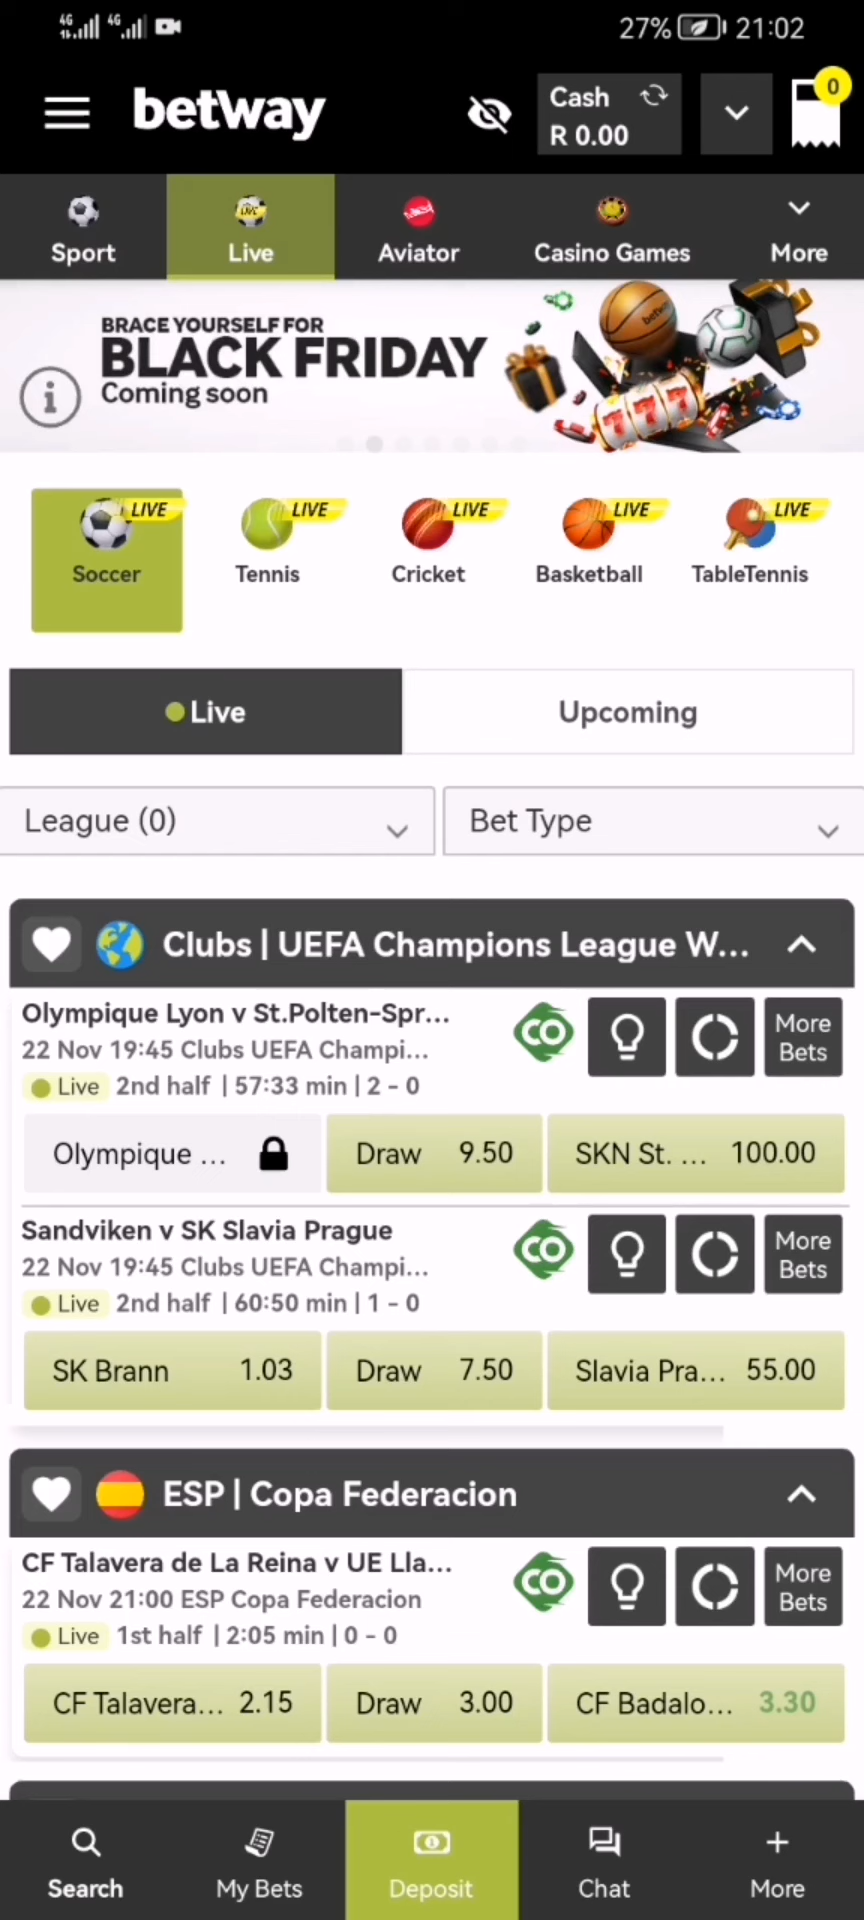 4G 4G 27% 21:02
betway Cash R 0.00 0
Sport Live Aviator Casino Games More
BRACE YOURSELF FOR
BLACK FRIDAY
Coming soon
LIVE LIVE LIVE LIVE LIVE
Soccer Tennis Cricket Basketball TableTennis
Live Upcoming
League (0) Bet Type
Clubs | UEFA Champions League W...
Olympique Lyon v St.Polten-Spr...
22 Nov 19:45 Clubs UEFA Champi...
Live 2nd half | 57:33 min | 2 - 0
CO More Bets
Olympique ... Draw 9.50 SKN St. ... 100.00
Sandviken v SK Slavia Prague
22 Nov 19:45 Clubs UEFA Champi...
Live 2nd half | 60:50 min | 1 - 0
CO More Bets
SK Brann 1.03 Draw 7.50 Slavia Pra... 55.00
ESP | Copa Federacion
CF Talavera de La Reina v UE Lla...
22 Nov 21:00 ESP Copa Federacion
Live 1st half | 2:05 min | 0 - 0
CO More Bets
CF Talavera... 2.15 Draw 3.00 CF Badalo... 3.30
Search My Bets Deposit Chat More